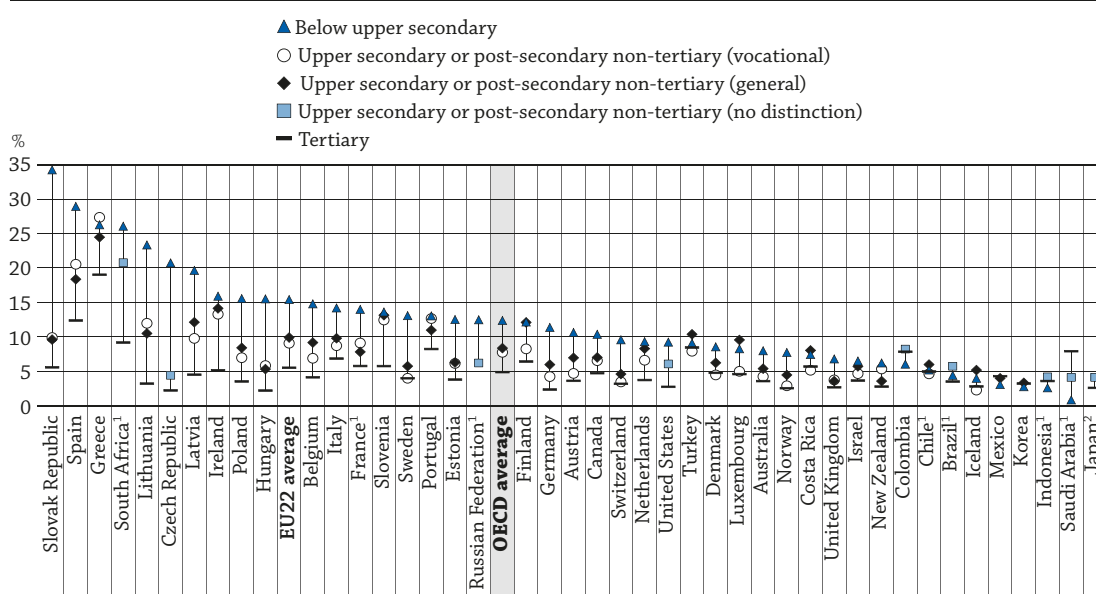 Below upper secondary
Upper secondary or post-secondary non-tertiary (vocational)
Upper secondary or post-secondary non-tertiary (general)
Upper secondary or post-secondary non-tertiary (no distinction)
Tertiary
%
35
30
25
20
15
10
5
0
Slovak Republic
Spain
Greece
South Africa¹
Lithuania
Czech Republic
Latvia
Ireland
Poland
Hungary
EU22 average
Belgium
Italy
France¹
Slovenia
Sweden
Portugal
Estonia
Russian Federation¹
OECD average
Finland
Germany
Austria
Canada
Switzerland
Netherlands
United States
Turkey
Denmark
Luxembourg
Australia
Norway
Costa Rica
United Kingdom
Israel
New Zealand
Colombia
Chile¹
Brazil¹
Iceland
Mexico
Korea
Indonesia¹
Saudi Arabia¹
Japan²